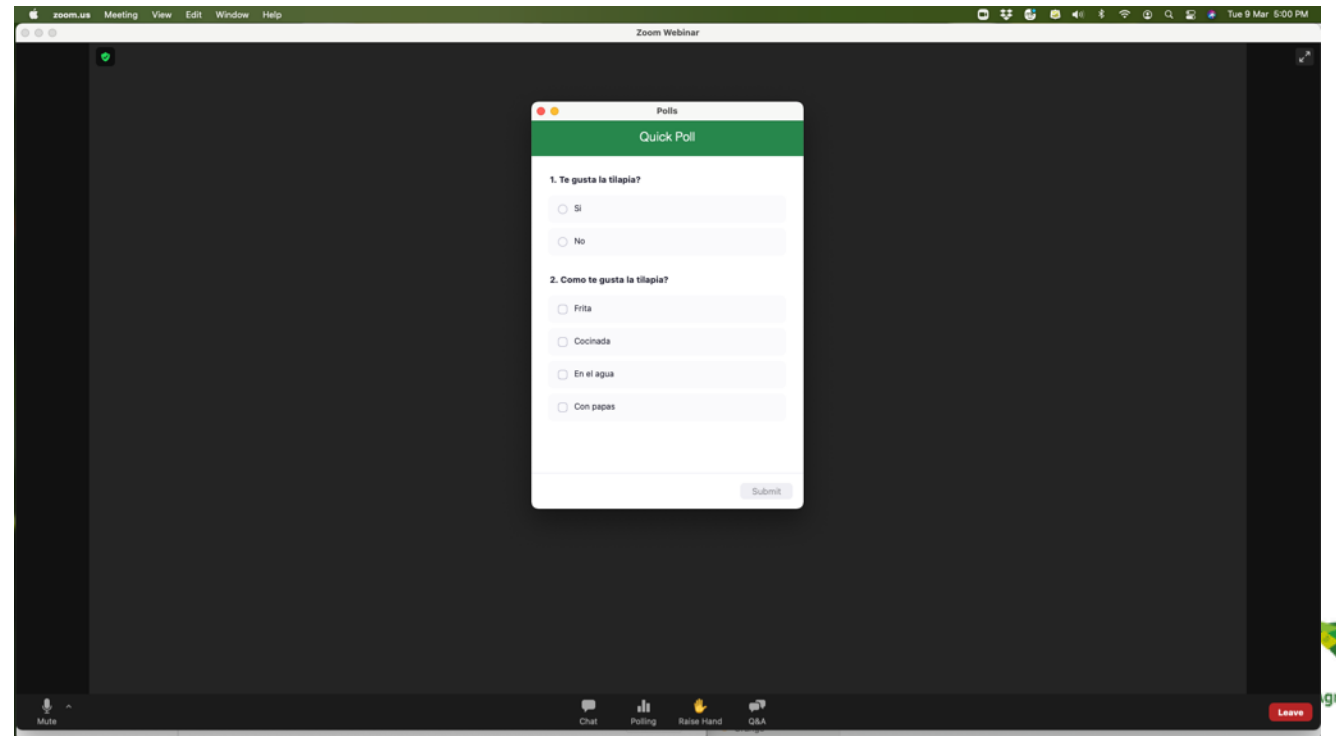 zoom.us Meeting View Edit Window Help Tue 9 Mar 5:00 PM
Zoom Webinar
Polls
Quick Poll
1. Te gusta la tilapia?
Si
No
2. Como te gusta la tilapia?
Frita
Cocinada
En el agua
Con papas
Submit
Mute Chat Polling Raise Hand Q&A Leave